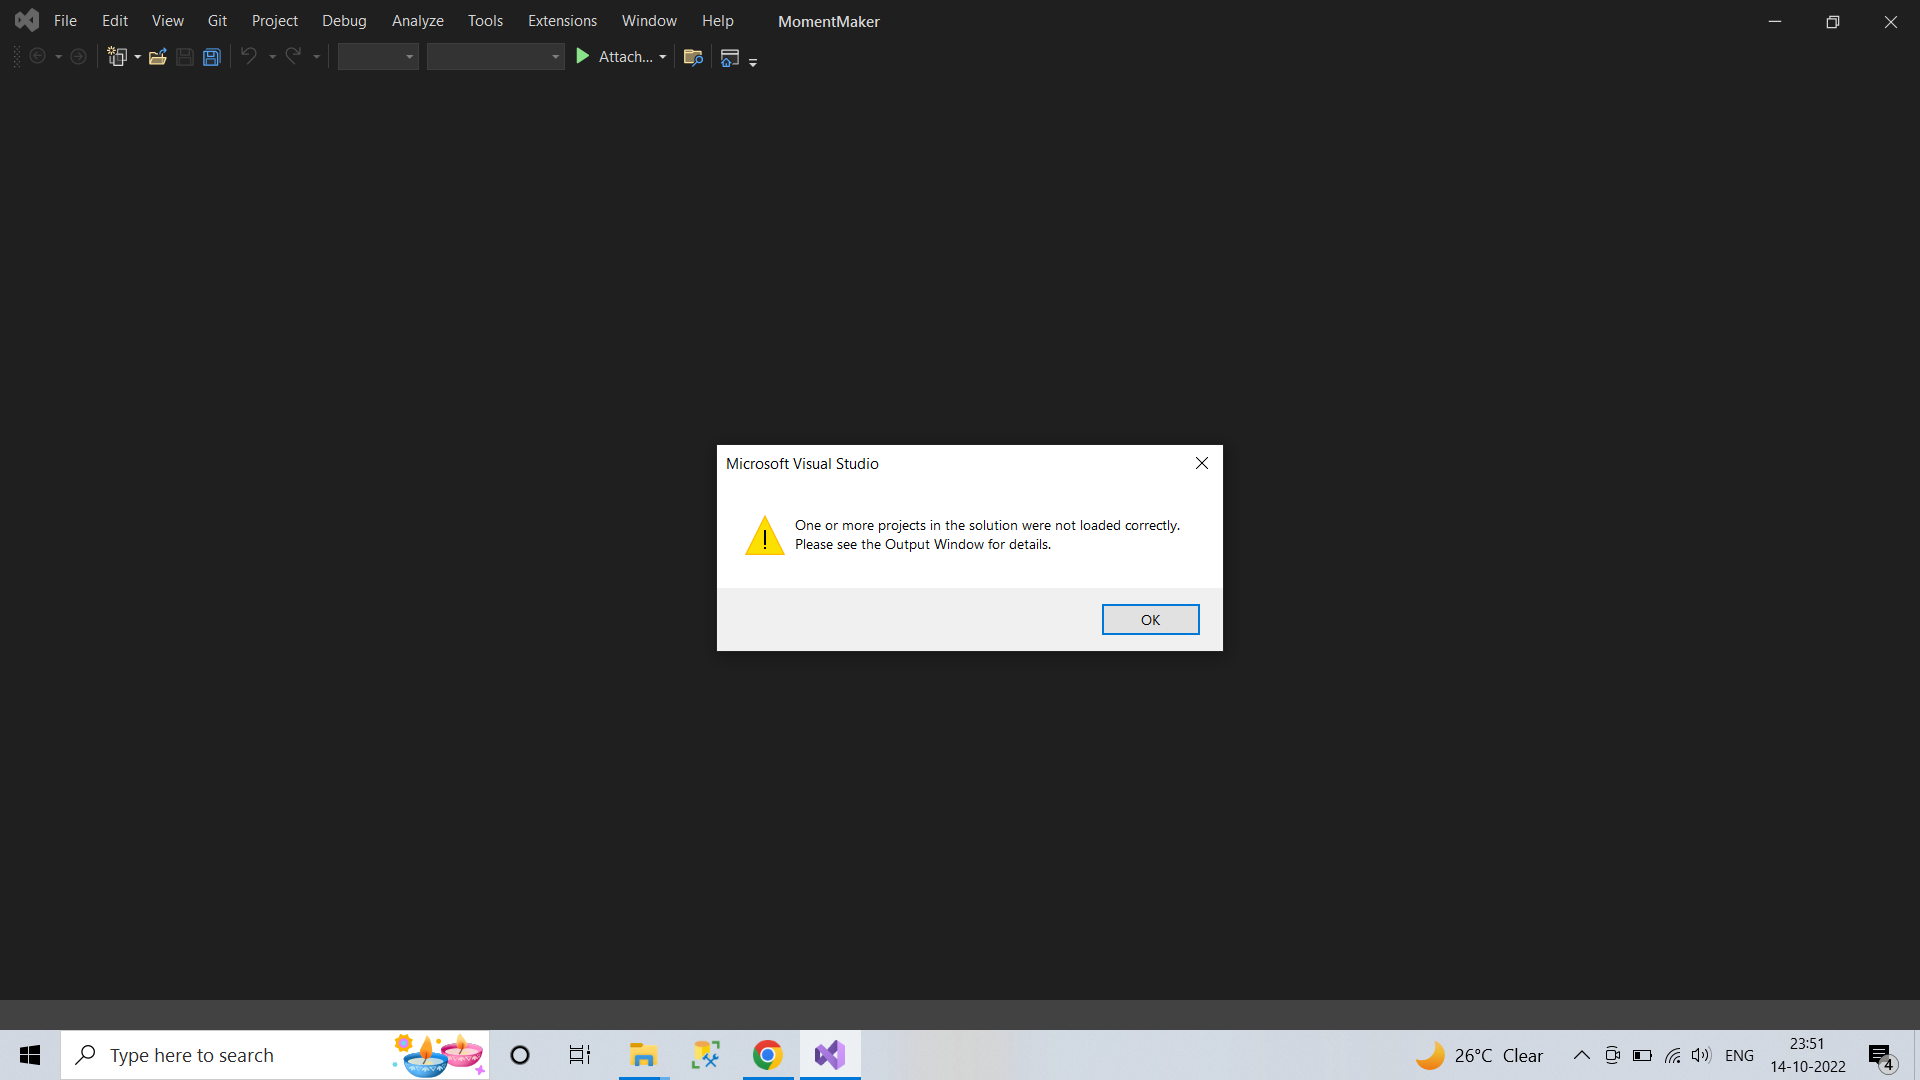 File Edit View Git Project Debug Analyze Tools Extensions Window Help MomentMaker
Attach...
Microsoft Visual Studio
One or more projects in the solution were not loaded correctly.
Please see the Output Window for details.
OK
Type here to search
26°C Clear
ENG
23:51
14-10-2022
4